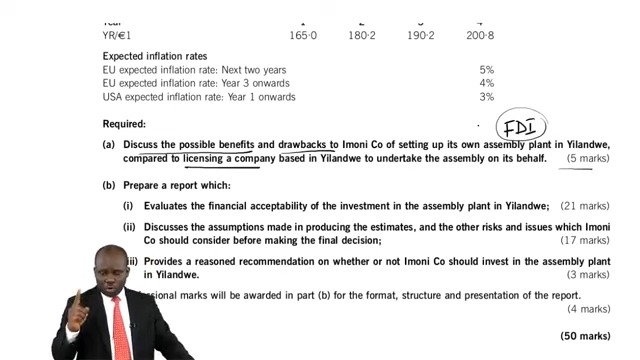 YR/€1 165·0 180·2 190·2 200·8
Expected inflation rates
EU expected inflation rate: Next two years 5%
EU expected inflation rate: Year 3 onwards 4%
USA expected inflation rate: Year 1 onwards 3%
Required:
FDI
(a) Discuss the possible benefits and drawbacks to Imoni Co of setting up its own assembly plant in Yilandwe,
compared to licensing a company based in Yilandwe to undertake the assembly on its behalf. (5 marks)
(b) Prepare a report which:
(i) Evaluates the financial acceptability of the investment in the assembly plant in Yilandwe; (21 marks)
(ii) Discusses the assumptions made in producing the estimates, and the other risks and issues which Imoni
Co should consider before making the final decision; (17 marks)
Provides a reasoned recommendation on whether or not Imoni Co should invest in the assembly plant
in Yilandwe. (3 marks)
marks will be awarded in part (b) for the format, structure and presentation of the report.
(4 marks)
(50 marks)